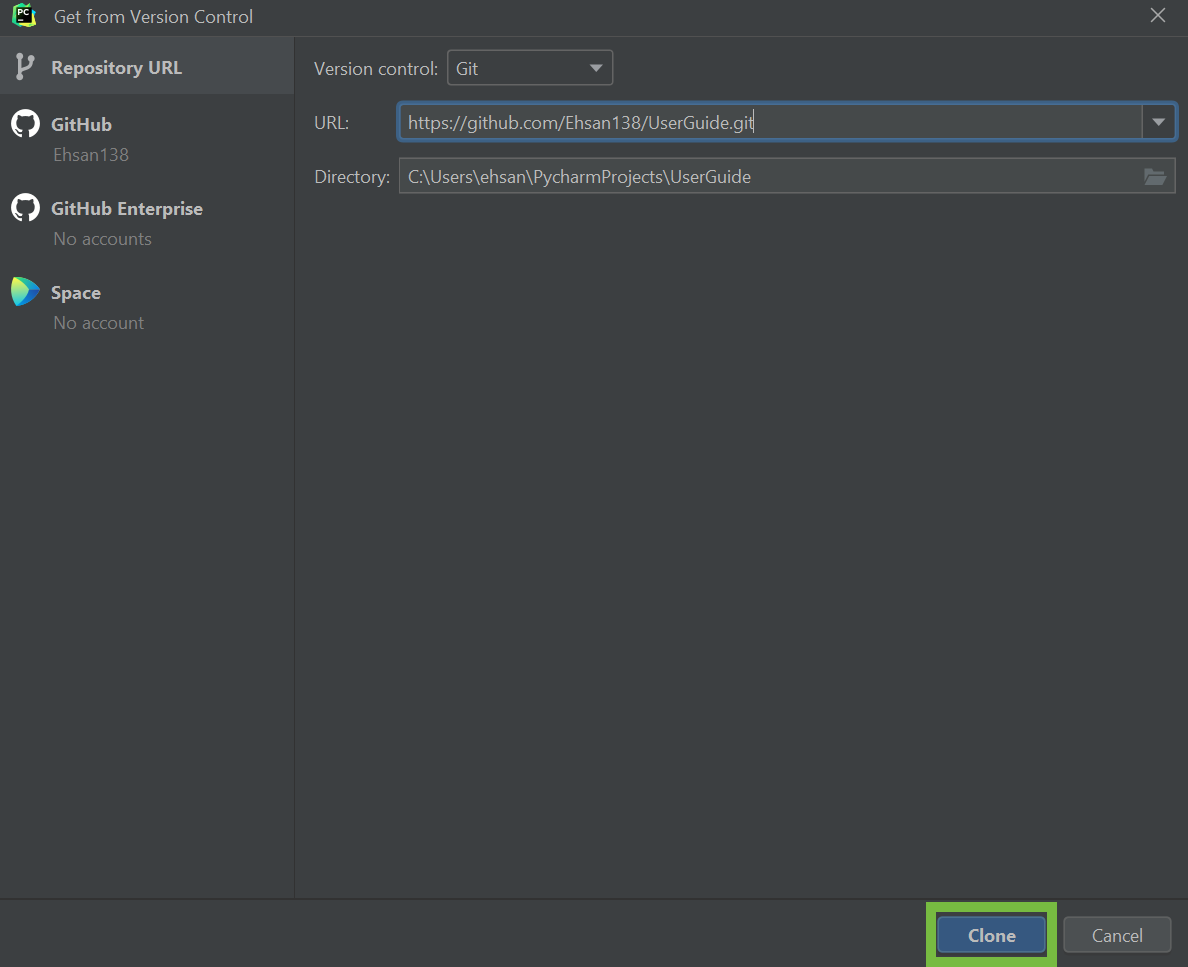 PC
Get from Version Control
Repository URL
GitHub
Ehsan138
GitHub Enterprise
No accounts
Space
No account
Version control: Git
URL: https://github.com/Ehsan138/UserGuide.git
Directory: C:\Users\ehsan\PycharmProjects\UserGuide
Clone Cancel